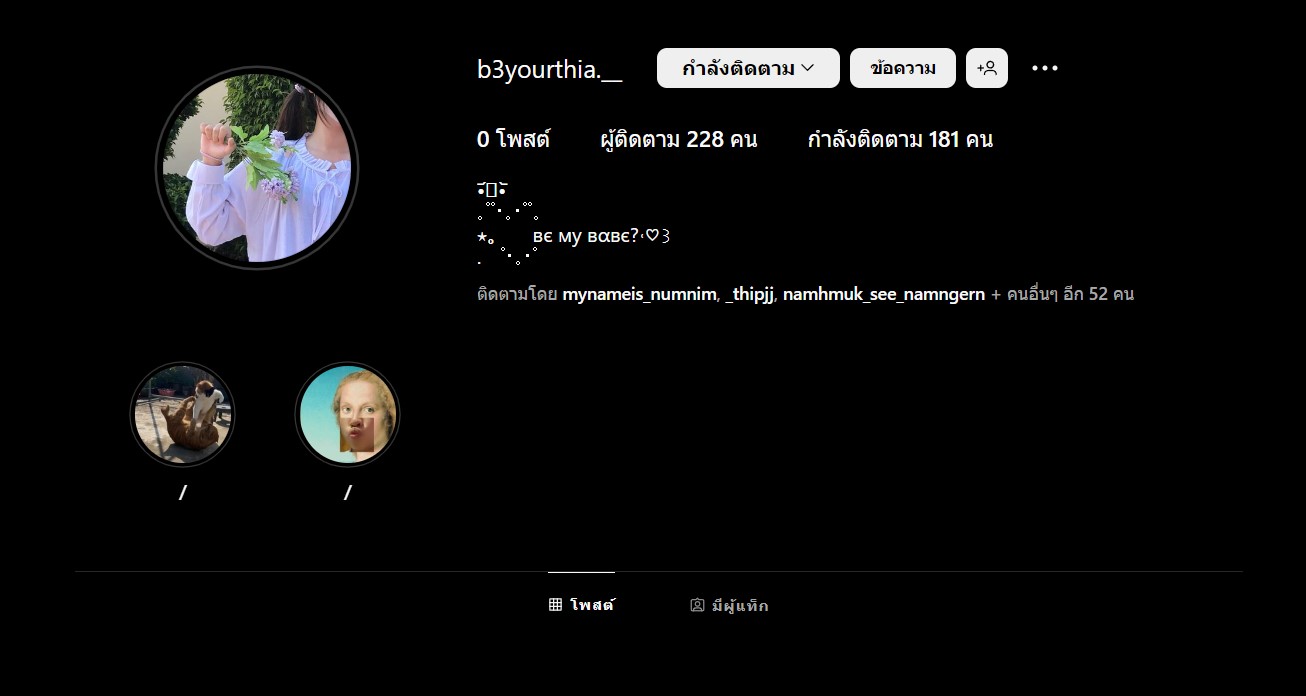 b3yourthia.__ กำลังติดตาม ข้อความ
0 โพสต์ ผู้ติดตาม 228 คน กำลังติดตาม 181 คน
вє му вαвє?
ติดตามโดย mynameis_numnim, _thipjj, namhmuk_see_namngern + คนอื่นๆ อีก 52 คน
/ /
โพสต์ มีผู้แท็ก